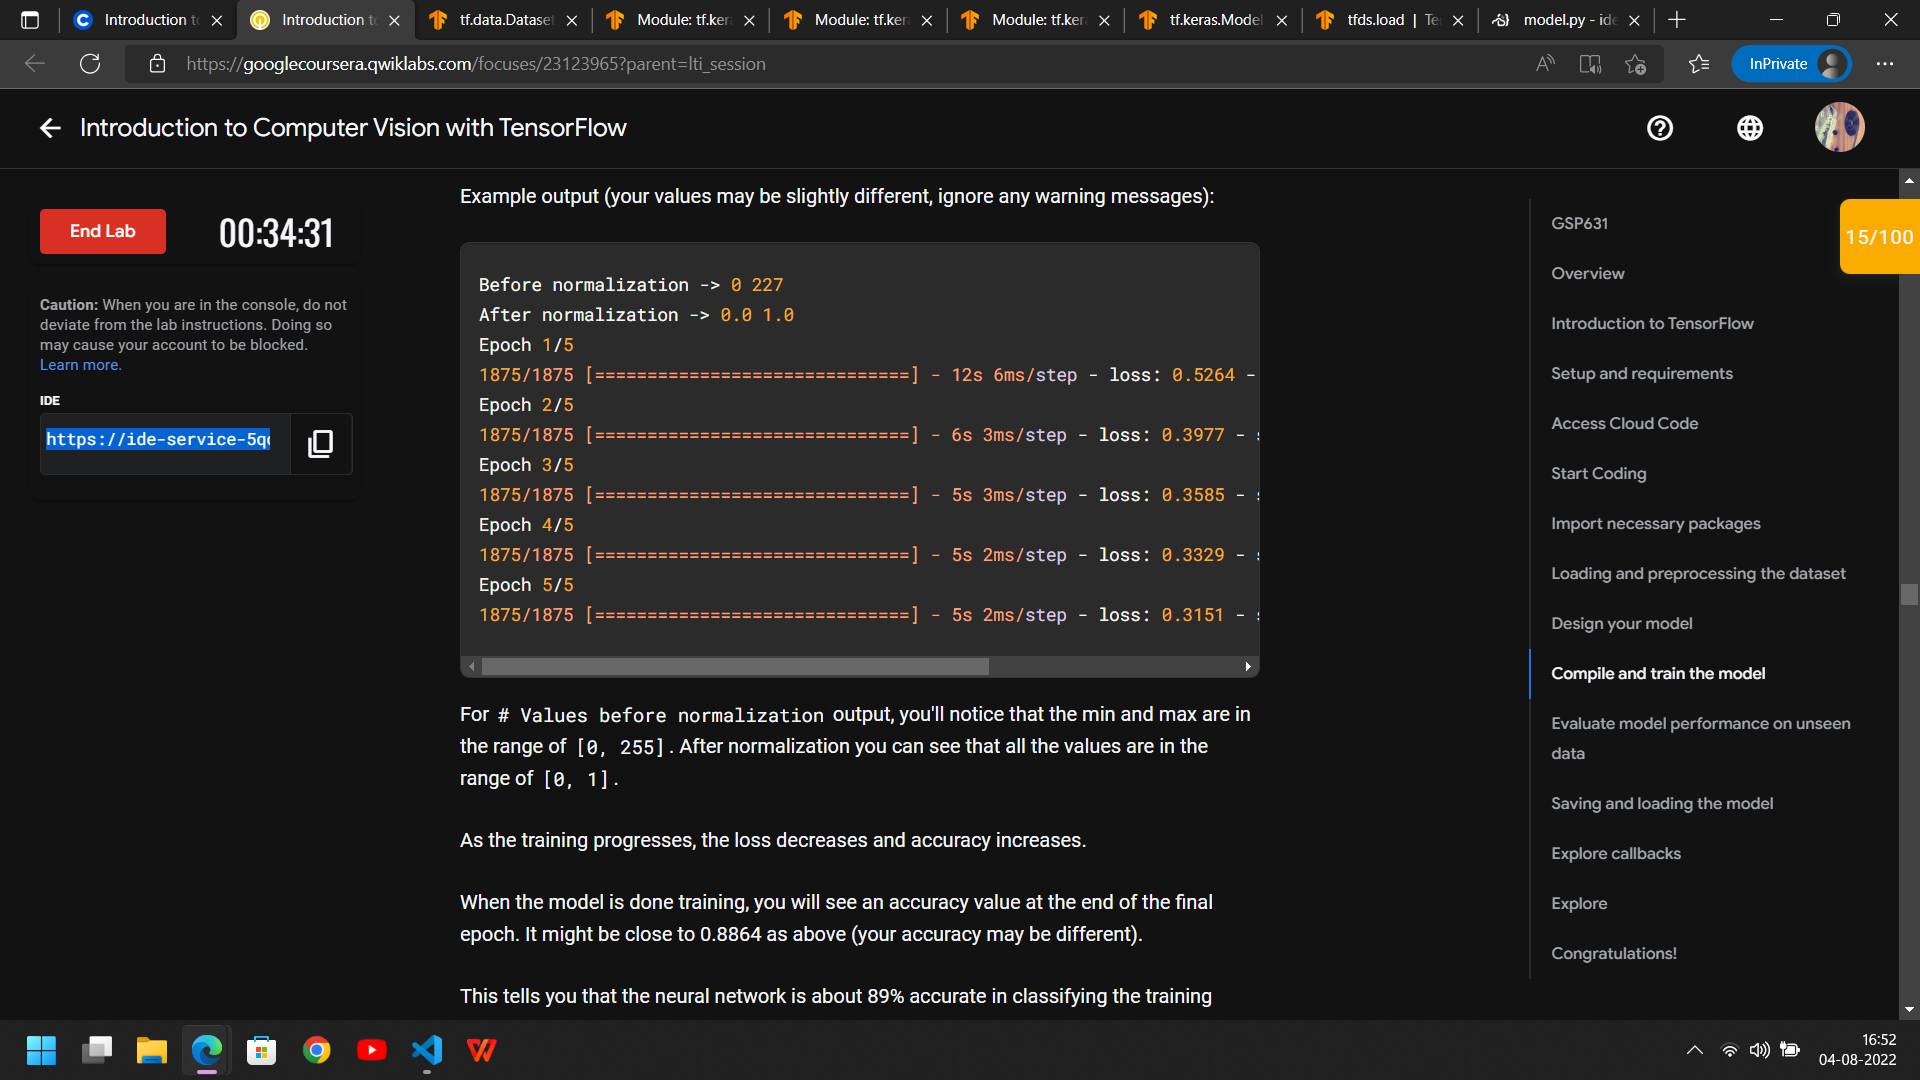 Introduction to
Introduction to
tf.data.Dataset
Module: tf.kera
Module: tf.kera
Module: tf.kera
tf.keras.Model
tfds.load | Te
model.py - ide
https://googlecoursera.qwiklabs.com/focuses/23123965?parent=lti_session
InPrivate
Introduction to Computer Vision with TensorFlow
End Lab
00:34:31
Caution: When you are in the console, do not
deviate from the lab instructions. Doing so
may cause your account to be blocked.
Learn more.
IDE
https://ide-service-5qc
Example output (your values may be slightly different, ignore any warning messages):
Before normalization -> 0 227
After normalization -> 0.0 1.0
Epoch 1/5
1875/1875 [==============================] - 12s 6ms/step - loss: 0.5264 -
Epoch 2/5
1875/1875 [==============================] - 6s 3ms/step - loss: 0.3977 -
Epoch 3/5
1875/1875 [==============================] - 5s 3ms/step - loss: 0.3585 -
Epoch 4/5
1875/1875 [==============================] - 5s 2ms/step - loss: 0.3329 -
Epoch 5/5
1875/1875 [==============================] - 5s 2ms/step - loss: 0.3151 -
For # Values before normalization output, you'll notice that the min and max are in
the range of [0, 255]. After normalization you can see that all the values are in the
range of [0, 1].
As the training progresses, the loss decreases and accuracy increases.
When the model is done training, you will see an accuracy value at the end of the final
epoch. It might be close to 0.8864 as above (your accuracy may be different).
This tells you that the neural network is about 89% accurate in classifying the training
GSP631
15/100
Overview
Introduction to TensorFlow
Setup and requirements
Access Cloud Code
Start Coding
Import necessary packages
Loading and preprocessing the dataset
Design your model
Compile and train the model
Evaluate model performance on unseen
data
Saving and loading the model
Explore callbacks
Explore
Congratulations!
16:52
04-08-2022